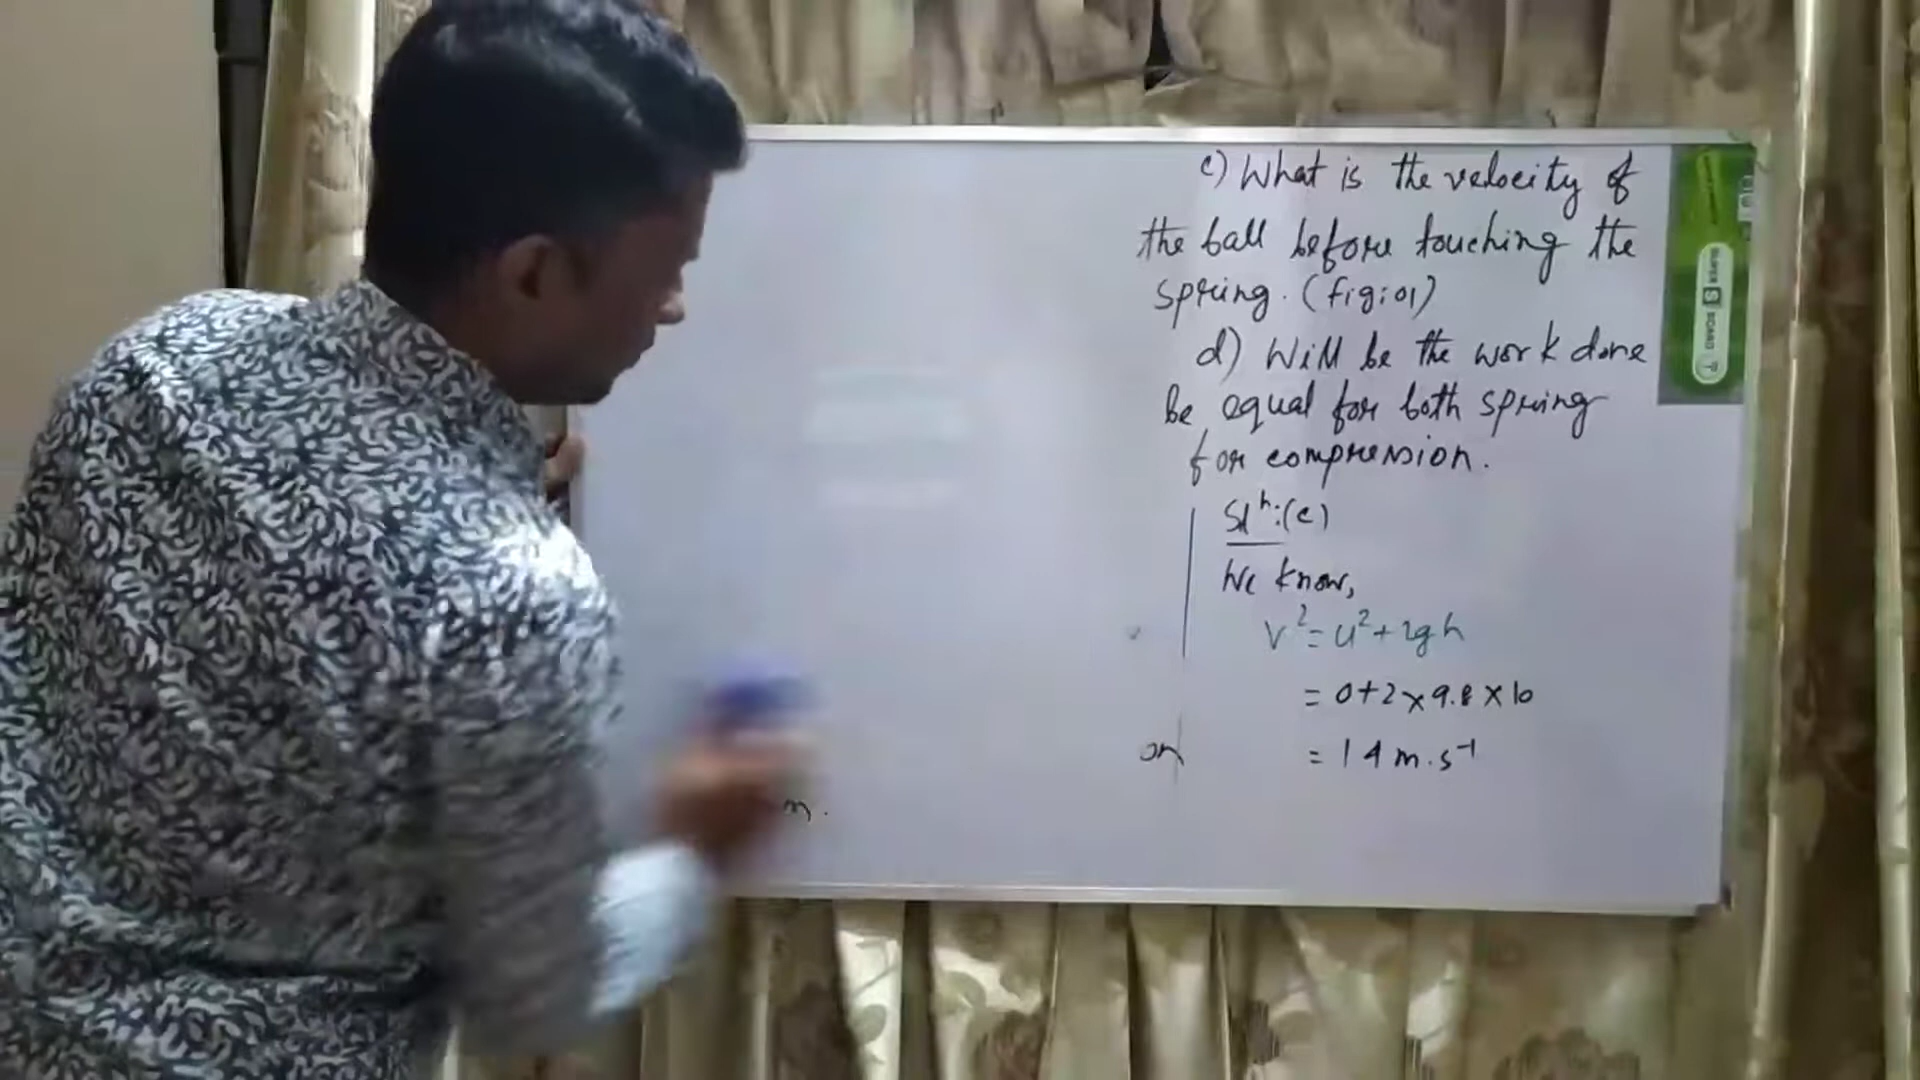 c) What is the velocity of
the ball before touching the
spring. (fig:01)
d) Will be the work done
be equal for both spring
for compression.
Slⁿ:(c)
We know,
v² = u² + 2gh
= 0+2×9.8×10
or = 14 m.s⁻¹
m.